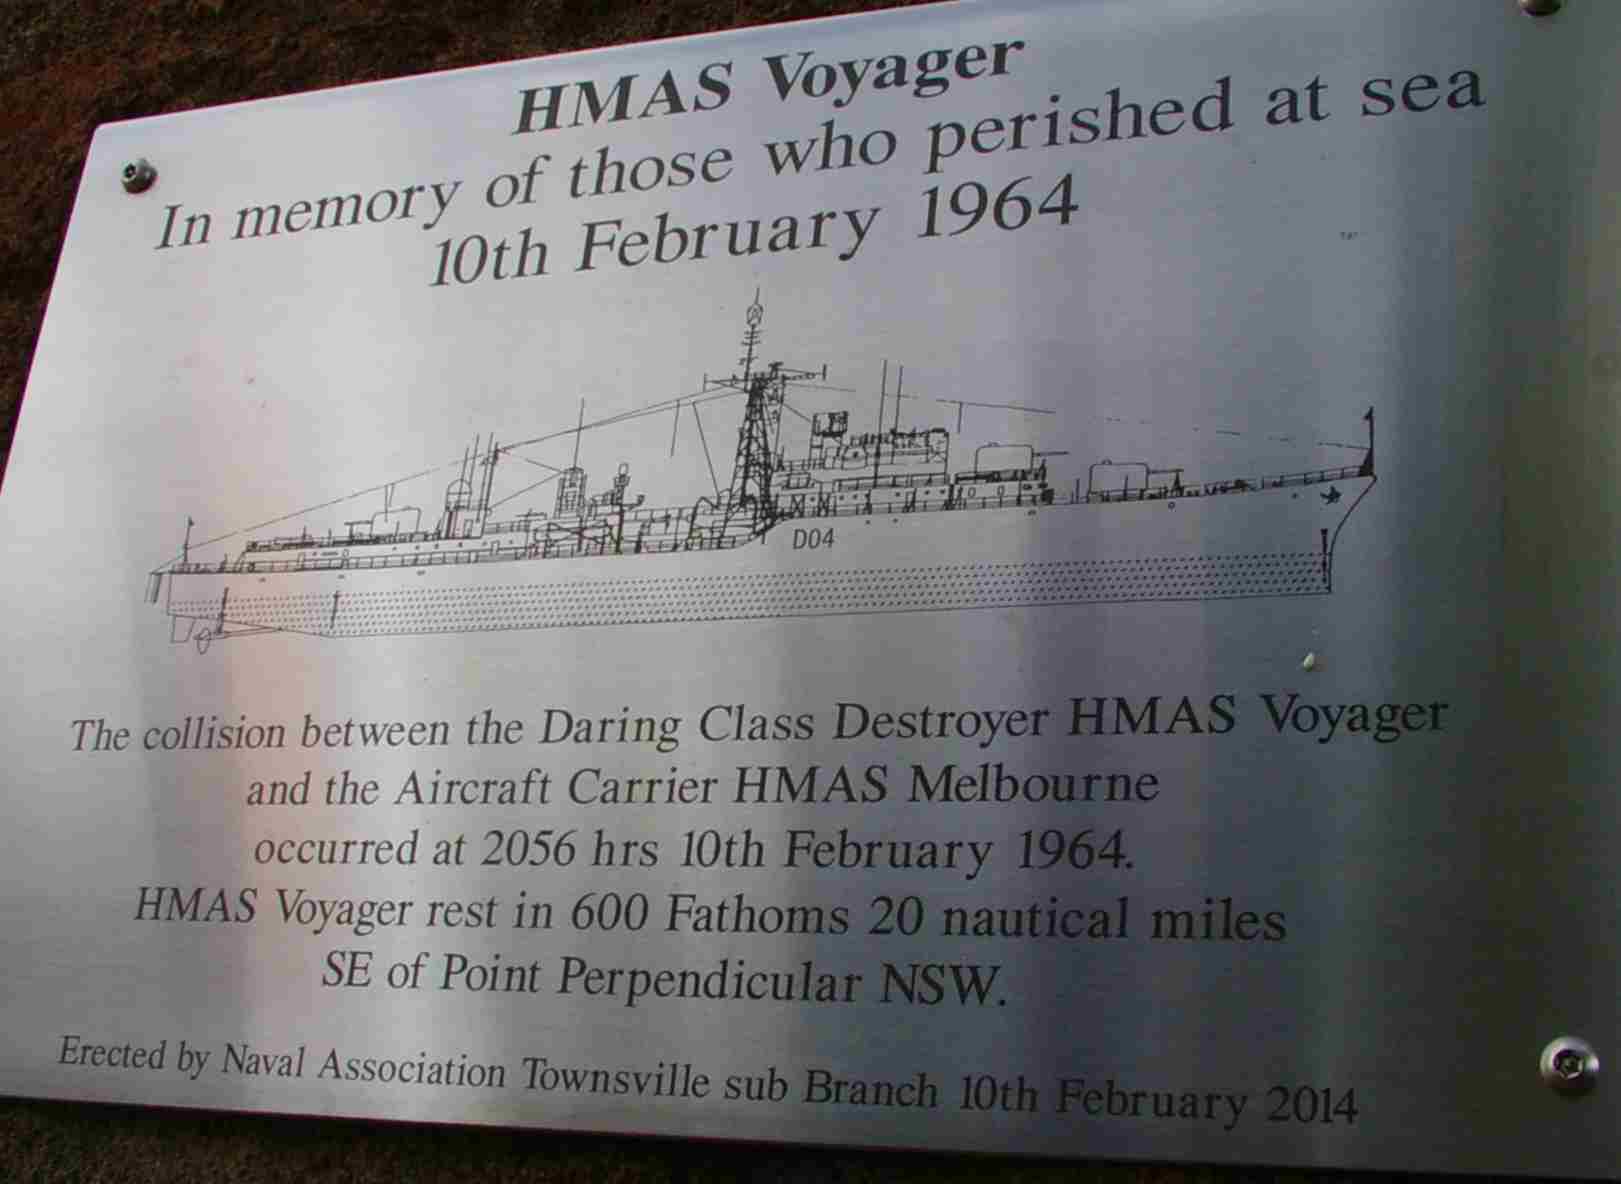 HMAS Voyager
In memory of those who perished at sea
10th February 1964
D04
The collision between the Daring Class Destroyer HMAS Voyager
and the Aircraft Carrier HMAS Melbourne
occurred at 2056 hrs 10th February 1964.
HMAS Voyager rest in 600 Fathoms 20 nautical miles
SE of Point Perpendicular NSW.
Erected by Naval Association Townsville sub Branch 10th February 2014